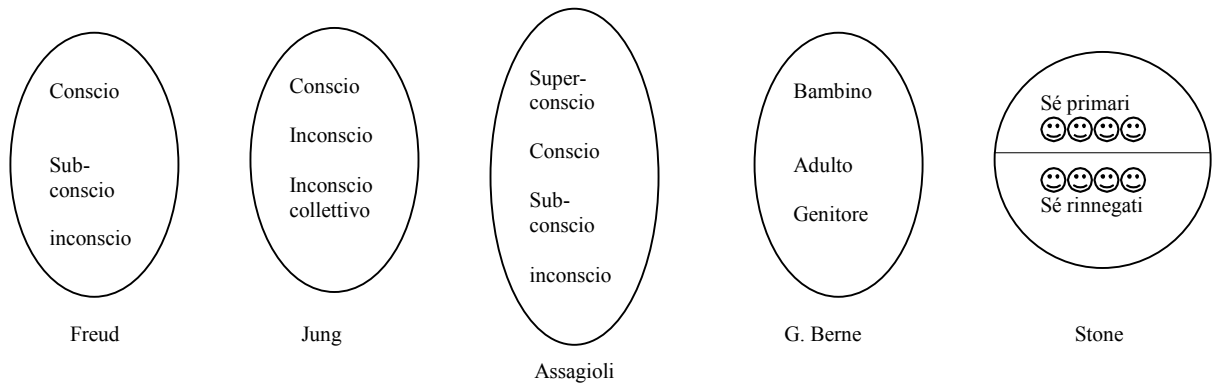 Conscio
Sub-
conscio
inconscio
Freud
Conscio
Inconscio
Inconscio
collettivo
Jung
Super-
conscio
Conscio
Sub-
conscio
inconscio
Assagioli
Bambino
Adulto
Genitore
G. Berne
Sé primari
Sé rinnegati
Stone